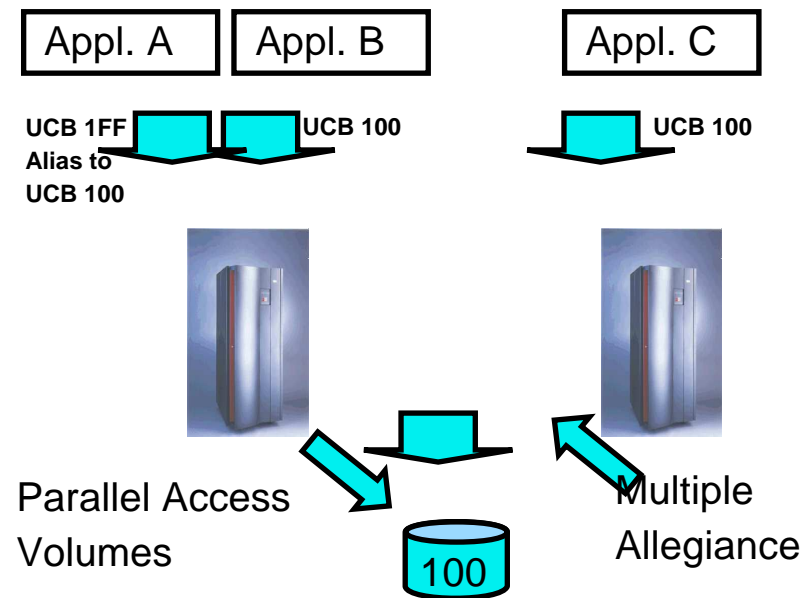 Appl. A
Appl. B
Appl. C
UCB 1FF
Alias to
UCB 100
UCB 100
UCB 100
Parallel Access
Volumes
Multiple
Allegiance
100